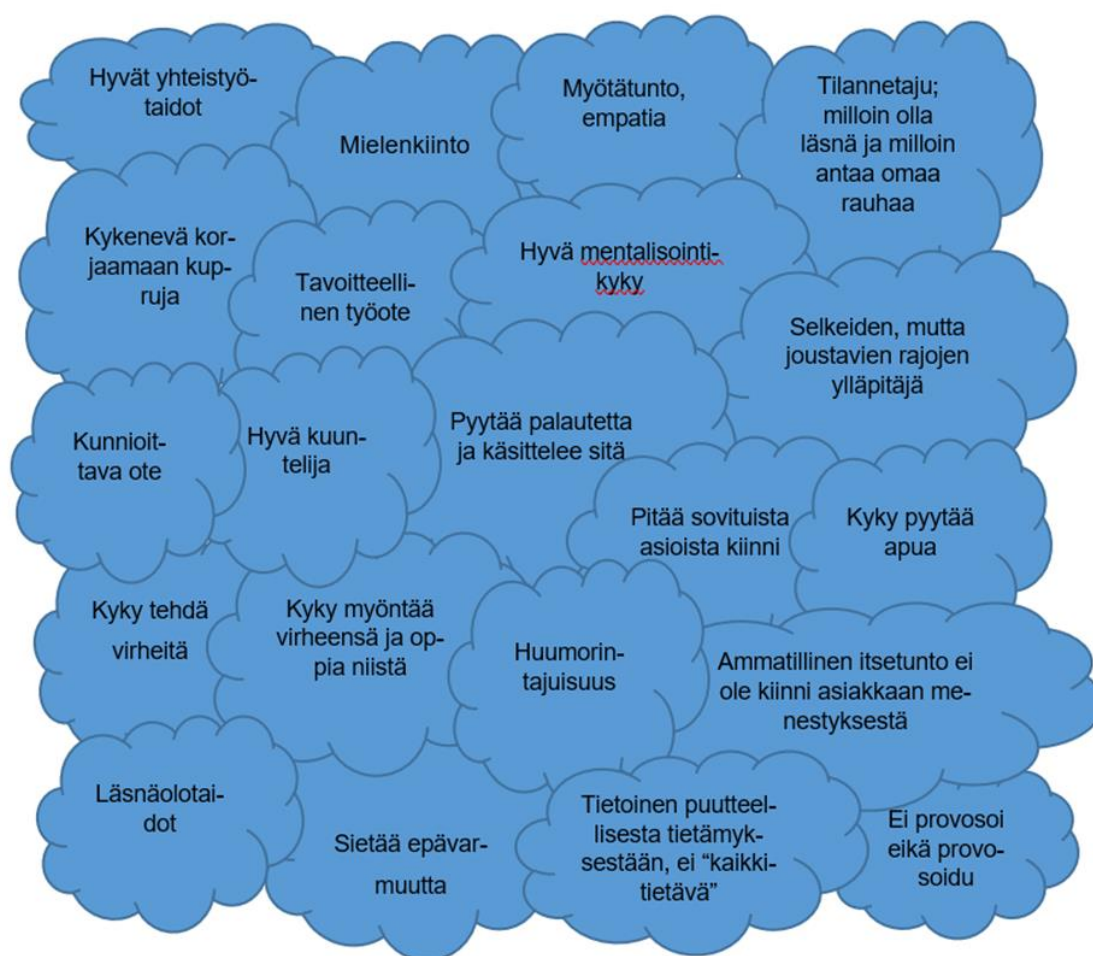 Hyvät yhteistyö-
taidot
Mielenkiinto
Myötätunto,
empatia
Tilannetaju;
milloin olla
läsnä ja milloin
antaa omaa
rauhaa
Kykenevä kor-
jaamaan kup-
ruja
Tavoitteelli-
nen työote
Hyvä mentalisointi-
kyky
Selkeiden, mutta
joustavien rajojen
ylläpitäjä
Kunnioit-
tava ote
Hyvä kuun-
telija
Pyytää palautetta
ja käsittelee sitä
Pitää sovituista
asioista kiinni
Kyky pyytää
apua
Kyky tehdä
virheitä
Kyky myöntää
virheensä ja op-
pia niistä
Huumorin-
tajuisuus
Ammatillinen itsetunto ei
ole kiinni asiakkaan me-
nestyksestä
Läsnäolotai-
dot
Sietää epävar-
muutta
Tietoinen puutteel-
lisesta tietämyk-
sestään, ei “kaikki-
tietävä”
Ei provosoi
eikä provo-
soidu